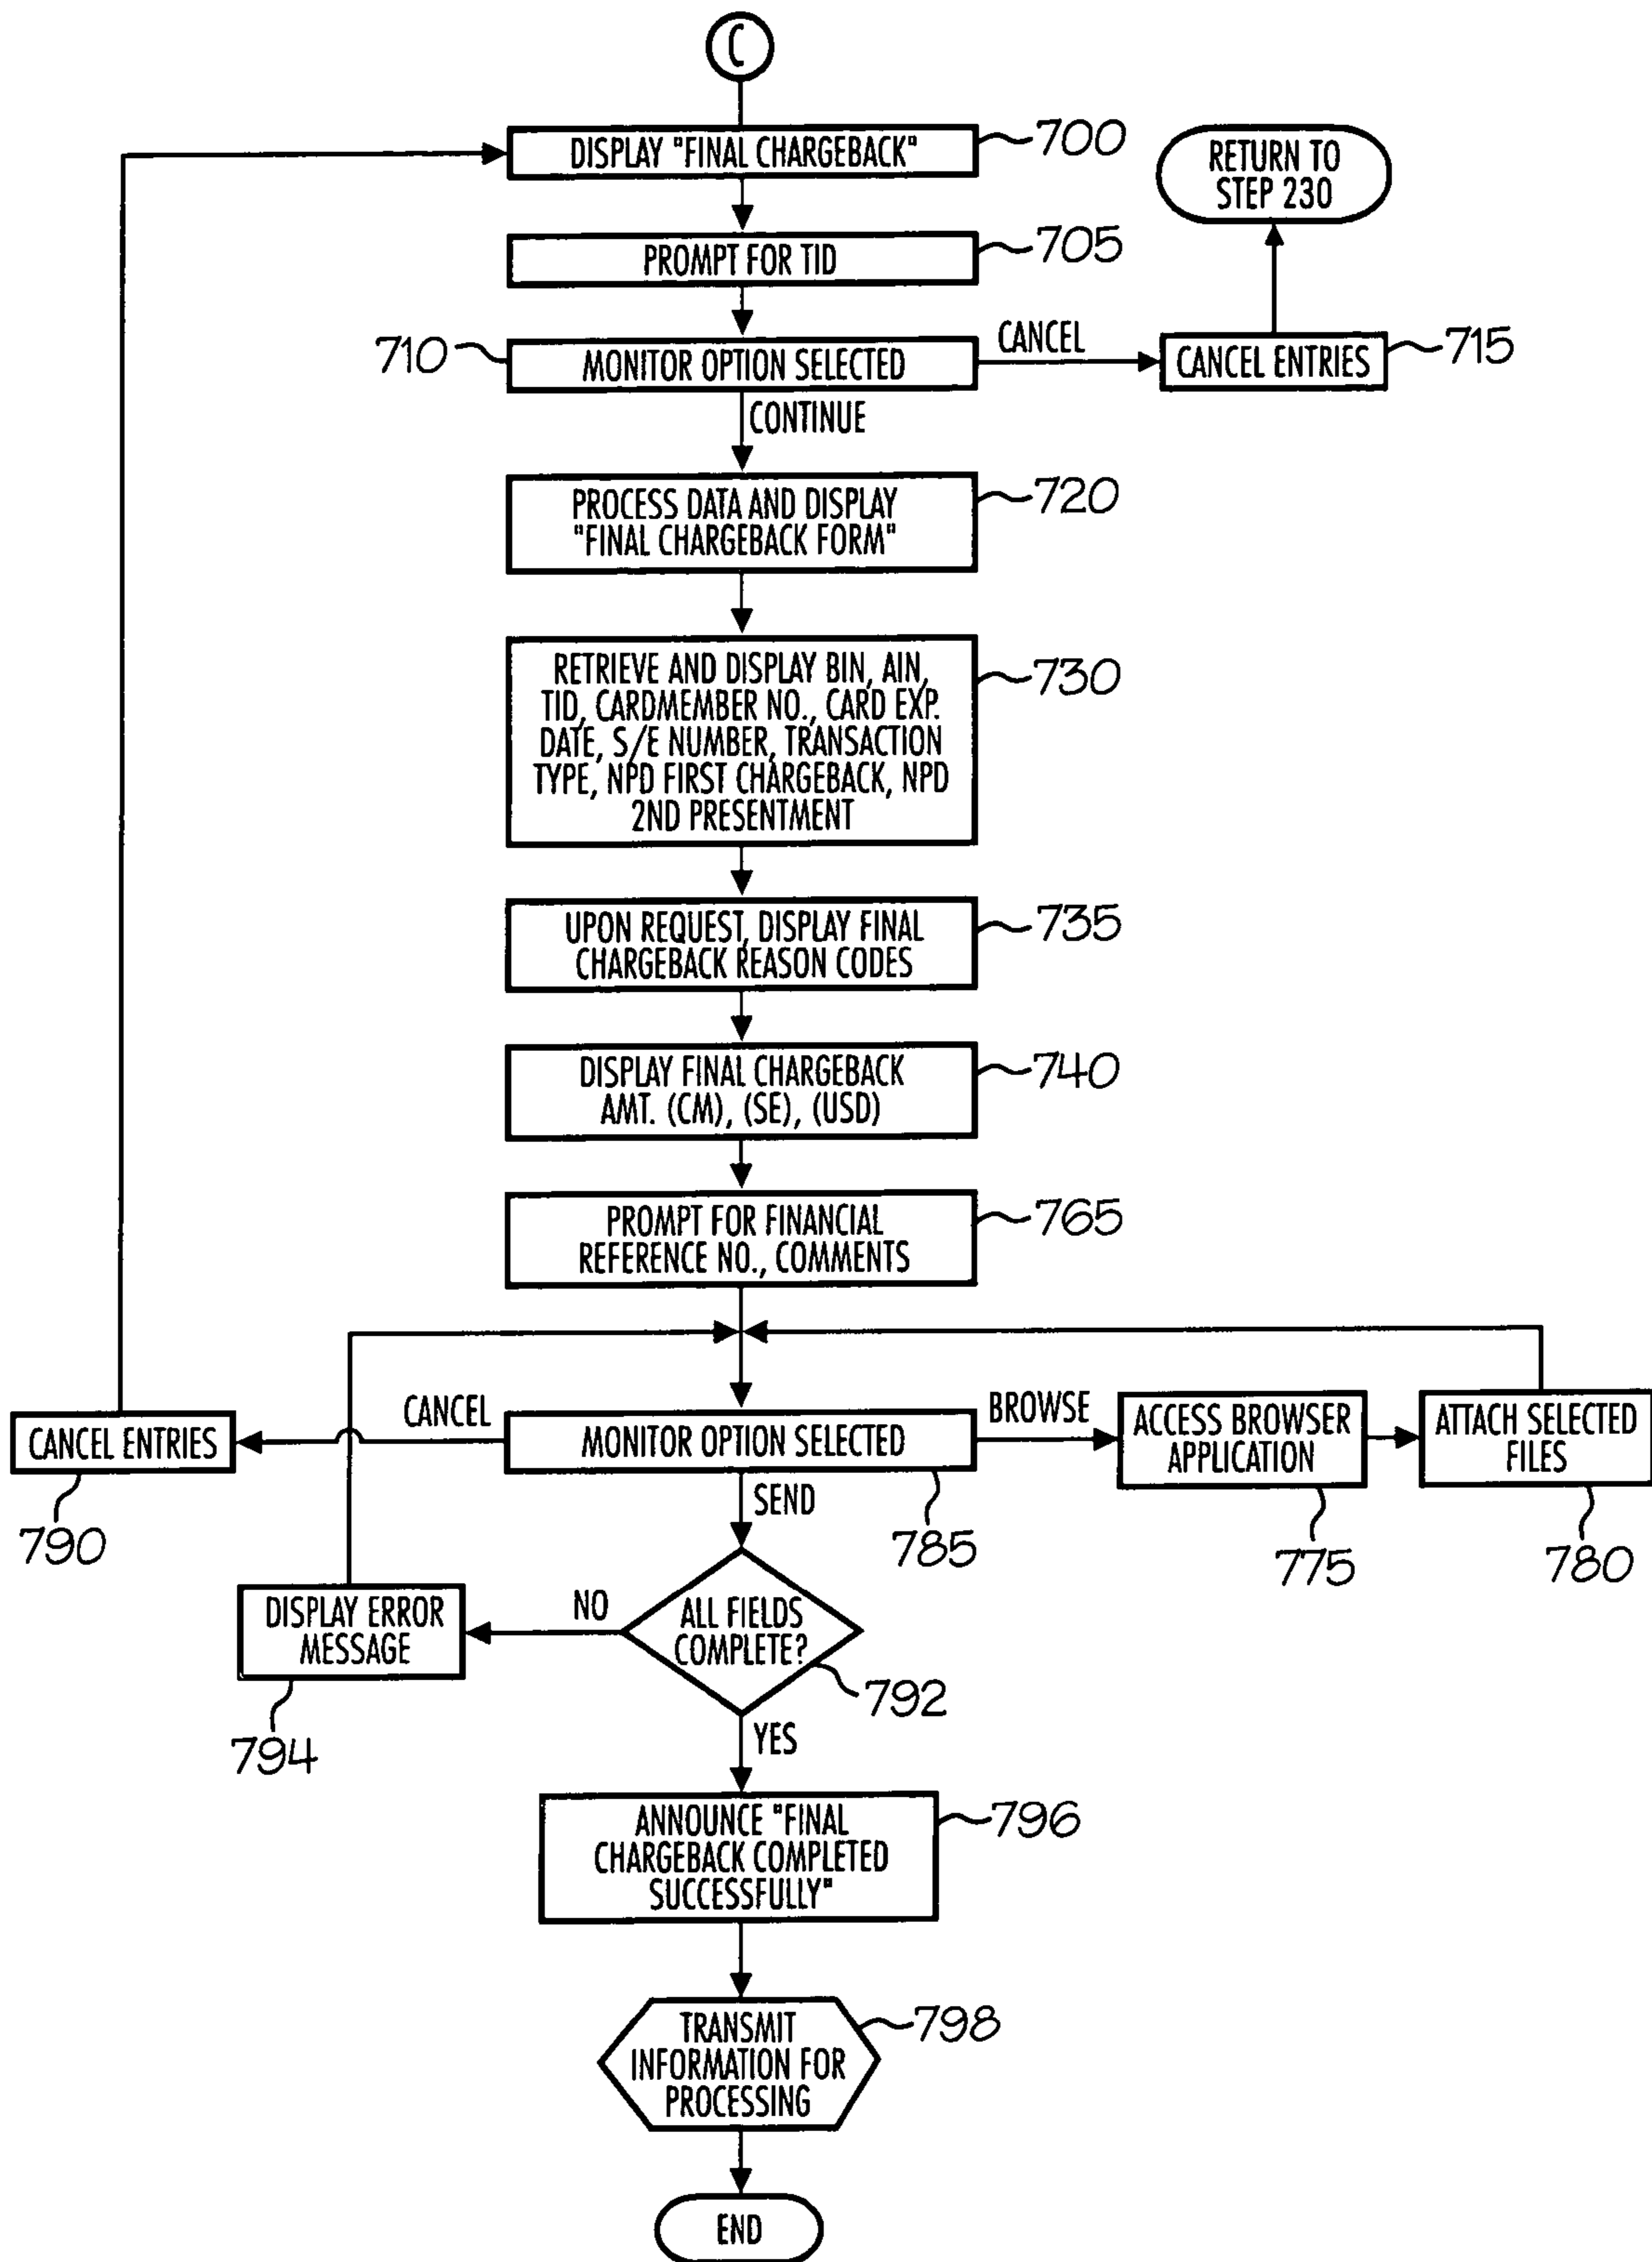 C
DISPLAY "FINAL CHARGEBACK"
700
RETURN TO
STEP 230
PROMPT FOR TID
705
710
MONITOR OPTION SELECTED
CANCEL
CANCEL ENTRIES
715
CONTINUE
PROCESS DATA AND DISPLAY
"FINAL CHARGEBACK FORM"
720
RETRIEVE AND DISPLAY BIN, AIN,
TID, CARDMEMBER NO., CARD EXP.
DATE, S/E NUMBER, TRANSACTION
TYPE, NPD FIRST CHARGEBACK, NPD
2ND PRESENTMENT
730
UPON REQUEST, DISPLAY FINAL
CHARGEBACK REASON CODES
735
DISPLAY FINAL CHARGEBACK
AMT. (CM), (SE), (USD)
740
PROMPT FOR FINANCIAL
REFERENCE NO., COMMENTS
765
CANCEL ENTRIES
790
CANCEL
MONITOR OPTION SELECTED
785
BROWSE
ACCESS BROWSER
APPLICATION
775
ATTACH SELECTED
FILES
780
SEND
DISPLAY ERROR
MESSAGE
794
NO
ALL FIELDS
COMPLETE?
792
YES
ANNOUNCE "FINAL
CHARGEBACK COMPLETED
SUCCESSFULLY"
796
TRANSMIT
INFORMATION FOR
PROCESSING
798
END